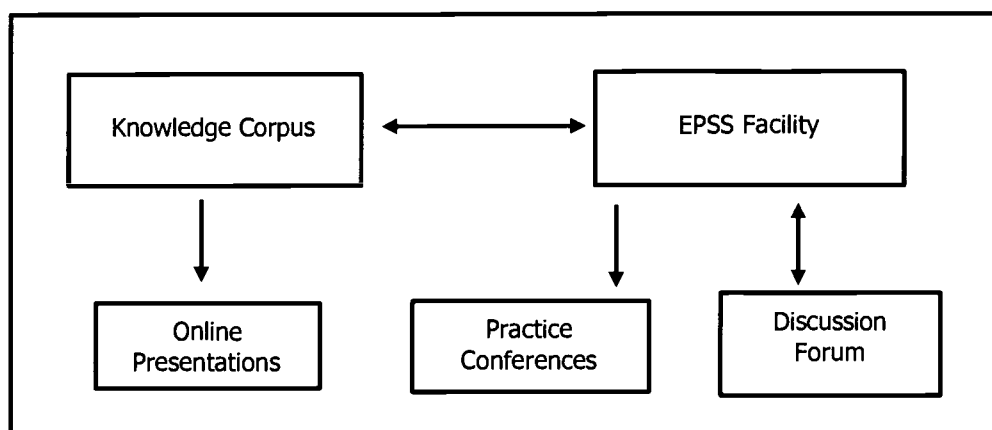 Knowledge Corpus
EPSS Facility
Online
Presentations
Practice
Conferences
Discussion
Forum